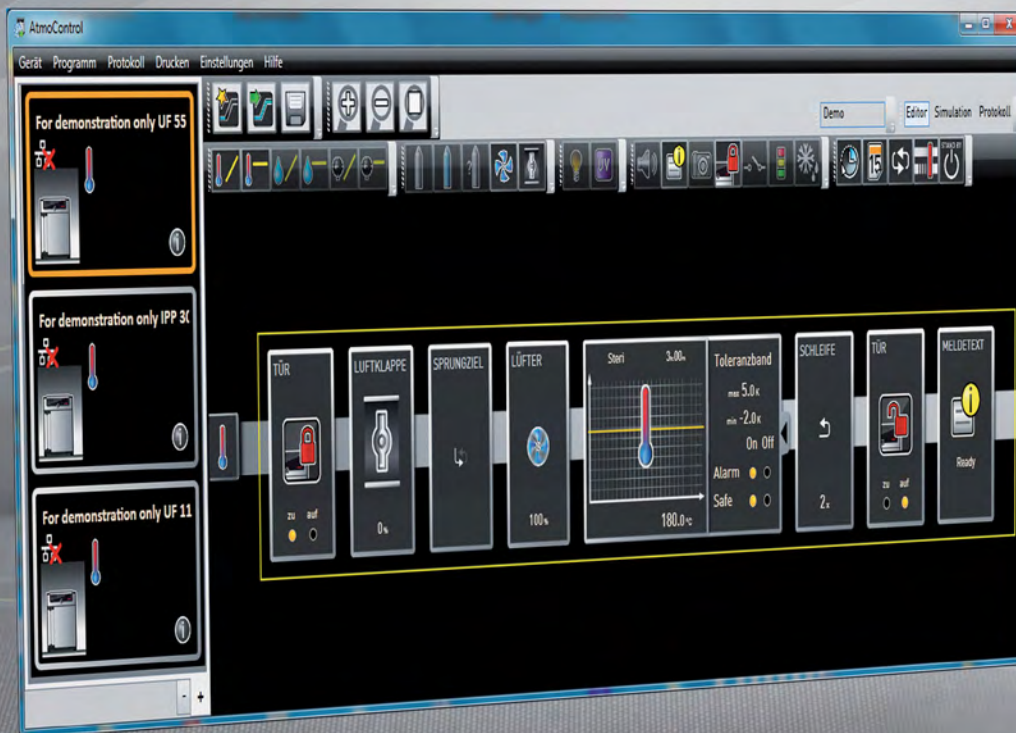 AtmoControl
Gerät Programm Protokoll Drucken Einstellungen Hilfe
For demonstration only UF 55
For demonstration only IPP 30
For demonstration only UF 11
Demo
Editor Simulation Protokoll
UV
15
STAND BY
TÜR
zu auf
LUFTKLAPPE
0 %
SPRUNGZIEL
LÜFTER
100 %
Steri 3h00m
180.0 °C
Toleranzband
max 5.0 K
min -2.0 K
On Off
Alarm
Safe
SCHLEIFE
2x
TÜR
zu auf
MELDETEXT
Ready
- +